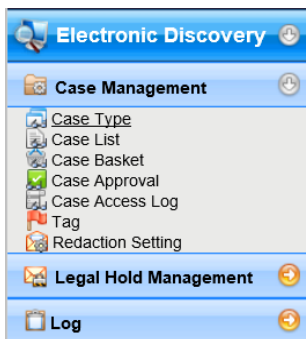 Electronic Discovery
Case Management
Case Type
Case List
Case Basket
Case Approval
Case Access Log
Tag
Redaction Setting
Legal Hold Management
Log